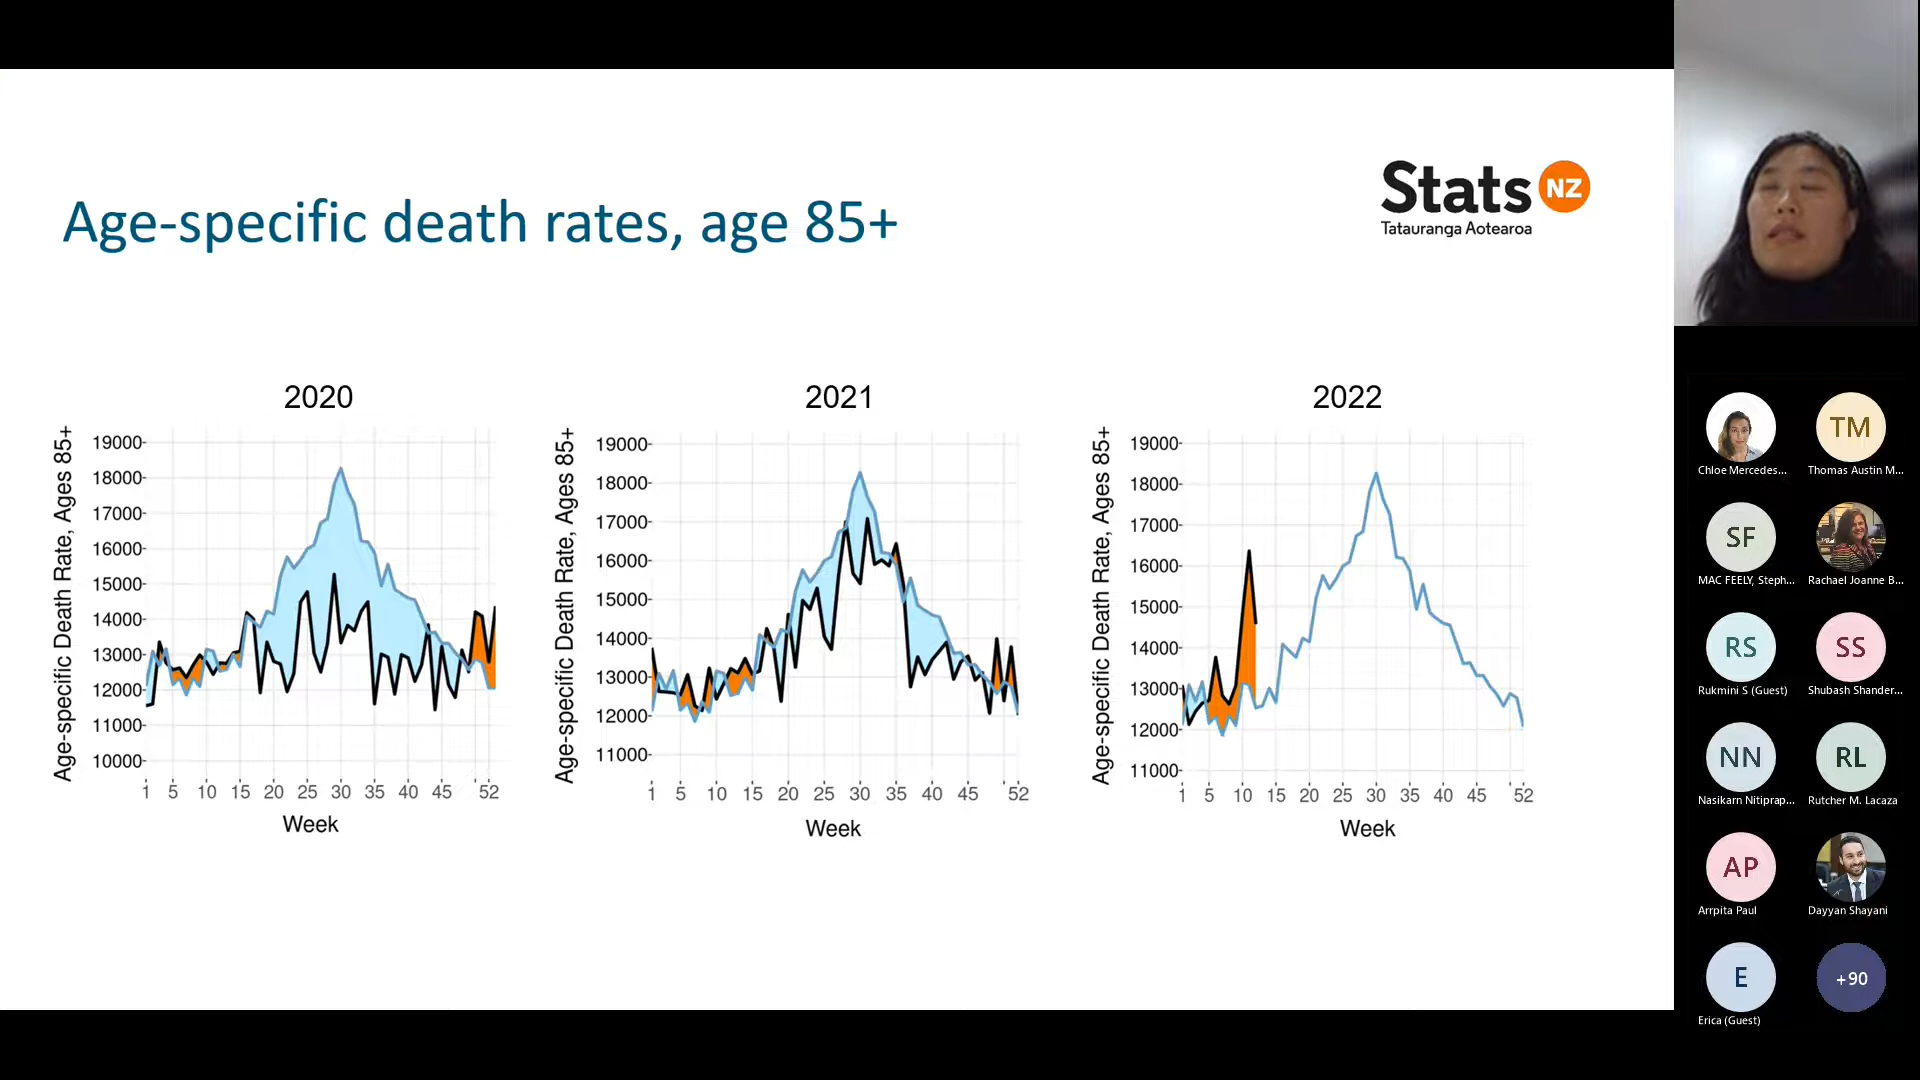 Age-specific death rates, age 85+
Stats NZ
Tatauranga Aotearoa
2020
Age-specific Death Rate, Ages 85+
19000
18000
17000
16000
15000
14000
13000
12000
11000
10000
1 5 10 15 20 25 30 35 40 45 52
Week
2021
Age-specific Death Rate, Ages 85+
19000
18000
17000
16000
15000
14000
13000
12000
11000
1 5 10 15 20 25 30 35 40 45 52
Week
2022
Age-specific Death Rate, Ages 85+
19000
18000
17000
16000
15000
14000
13000
12000
11000
1 5 10 15 20 25 30 35 40 45 52
Week
TM
Chloe Mercedes... Thomas Austin M...
SF
MAC FEELY, Steph... Rachael Joanne B...
RS SS
Rukmini S (Guest) Shubash Shander...
NN RL
Nasikarn Nitiprap... Rutcher M. Lacaza
AP
Arrpita Paul Dayyan Shayani
E +90
Erica (Guest)